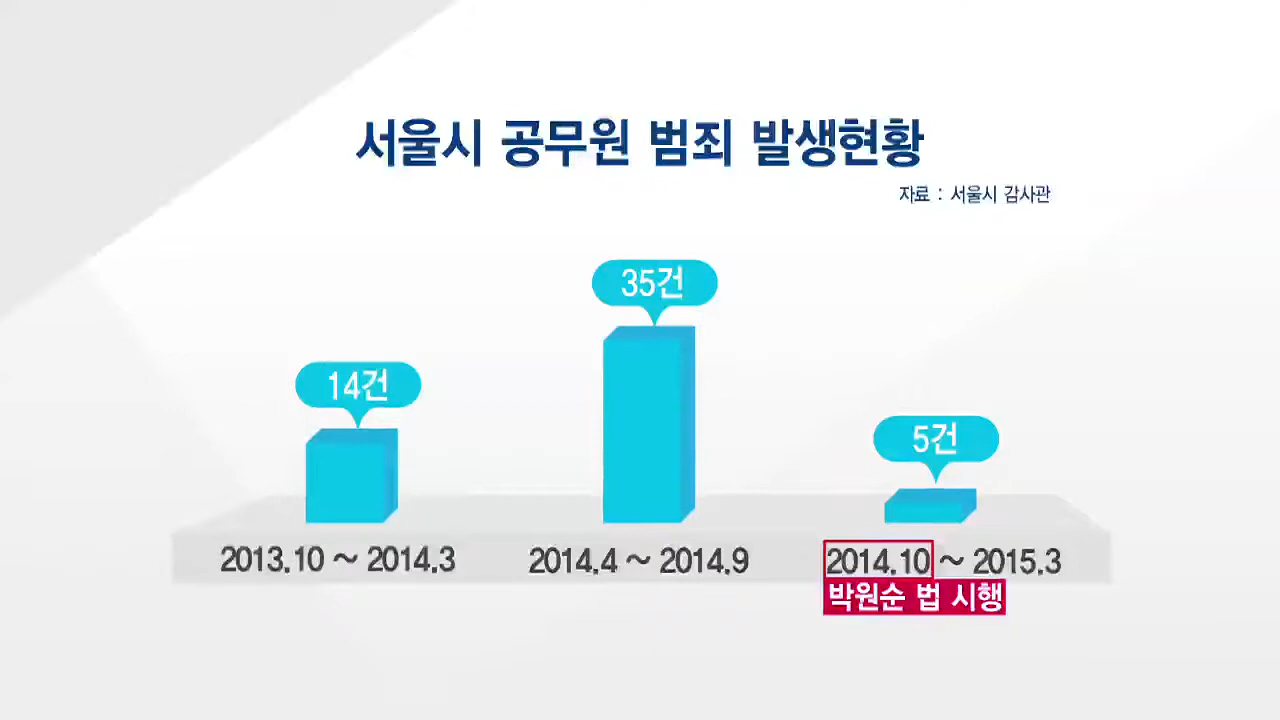 서울시 공무원 범죄 발생현황
자료 : 서울시 감사관
35건
14건
5건
2013.10 ~ 2014.3
2014.4 ~ 2014.9
2014.10 ~ 2015.3
박원순 법 시행